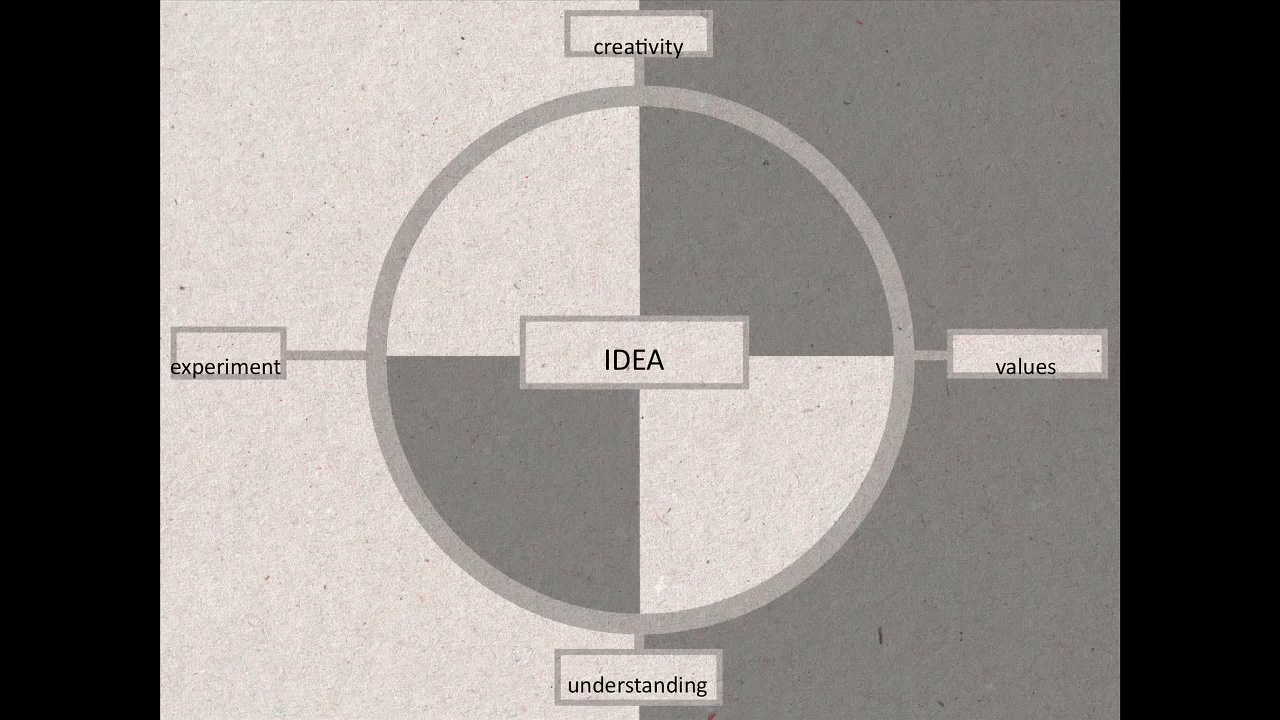 creativity
experiment
IDEA
values
understanding